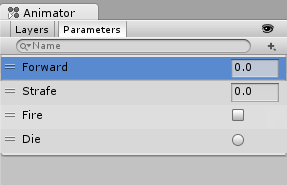 Animator
Layers Parameters
Name
Forward 0.0
Strafe 0.0
Fire
Die